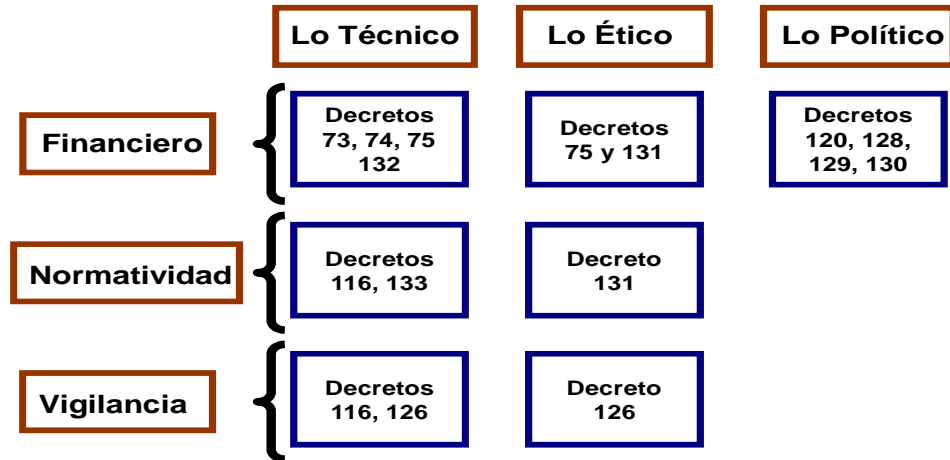 Lo Técnico
Lo Ético
Lo Político
Financiero
Decretos
73, 74, 75
132
Decretos
75 y 131
Decretos
120, 128,
129, 130
Normatividad
Decretos
116, 133
Decreto
131
Vigilancia
Decretos
116, 126
Decreto
126